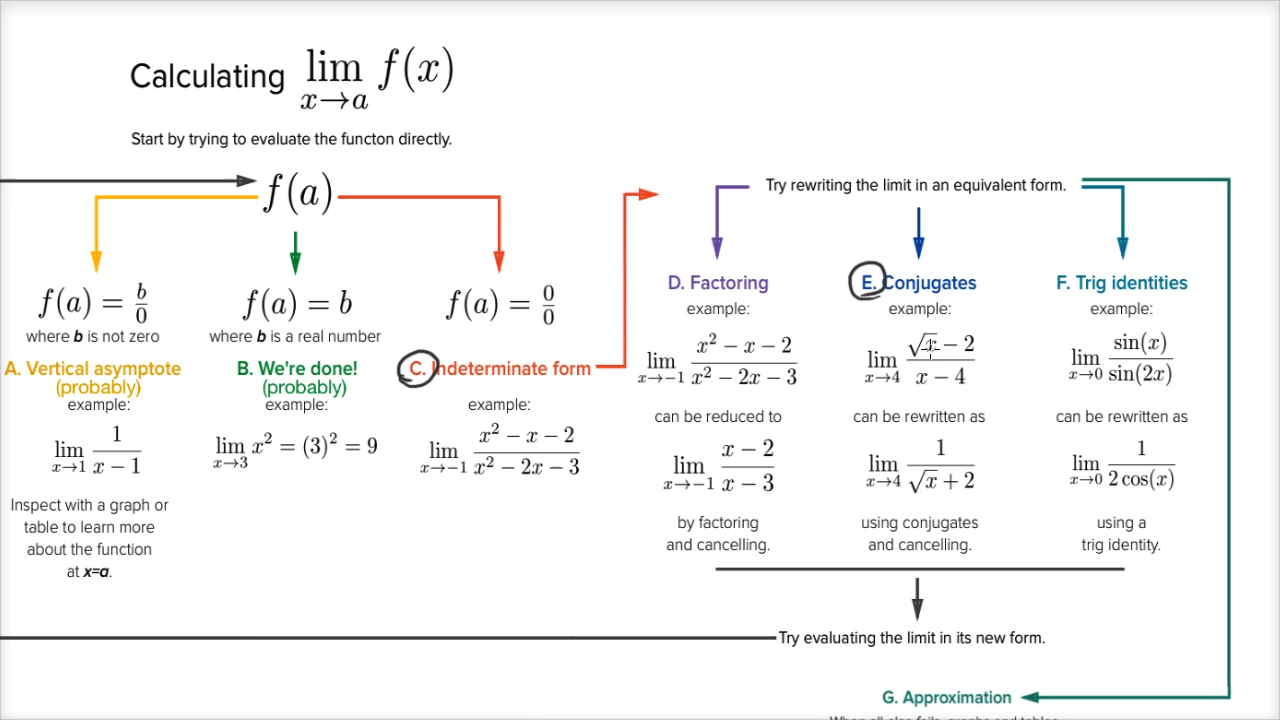 Calculating lim x→a f(x)
Start by trying to evaluate the functon directly.
f(a)
f(a) = b/0
where b is not zero
A. Vertical asymptote
(probably)
example:
lim x→1 1/(x − 1)
Inspect with a graph or
table to learn more
about the function
at x=a.
f(a) = b
where b is a real number
B. We're done!
(probably)
example:
lim x→3 x² = (3)² = 9
f(a) = 0/0
C. Indeterminate form
example:
lim x→−1 (x² − x − 2)/(x² − 2x − 3)
Try rewriting the limit in an equivalent form.
D. Factoring
example:
lim x→−1 (x² − x − 2)/(x² − 2x − 3)
can be reduced to
lim x→−1 (x − 2)/(x − 3)
by factoring
and cancelling.
E. Conjugates
example:
lim x→4 (√x − 2)/(x − 4)
can be rewritten as
lim x→4 1/(√x + 2)
using conjugates
and cancelling.
F. Trig identities
example:
lim x→0 sin(x)/sin(2x)
can be rewritten as
lim x→0 1/(2 cos(x))
using a
trig identity.
Try evaluating the limit in its new form.
G. Approximation